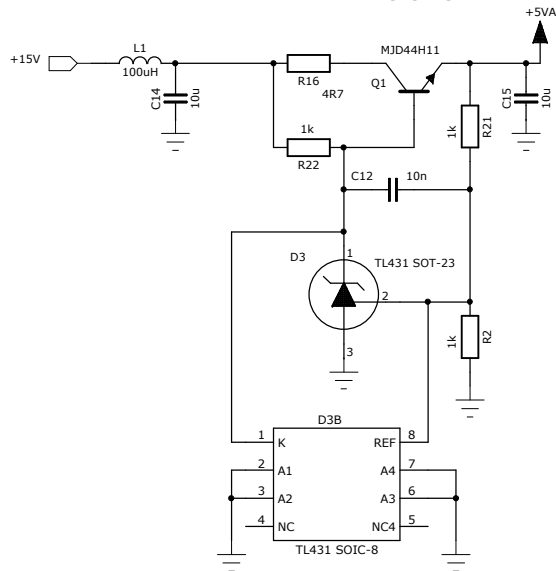 +5VA
+15V
L1
100uH
C14
10u
R16
4R7
MJD44H11
Q1
C15
10u
1k
R21
1k
R22
C12
10n
D3
1
TL431 SOT-23
2
3
1k
R2
D3B
1
K
REF
8
2
A1
A4
7
3
A2
A3
6
4
NC
NC4
5
TL431 SOIC-8